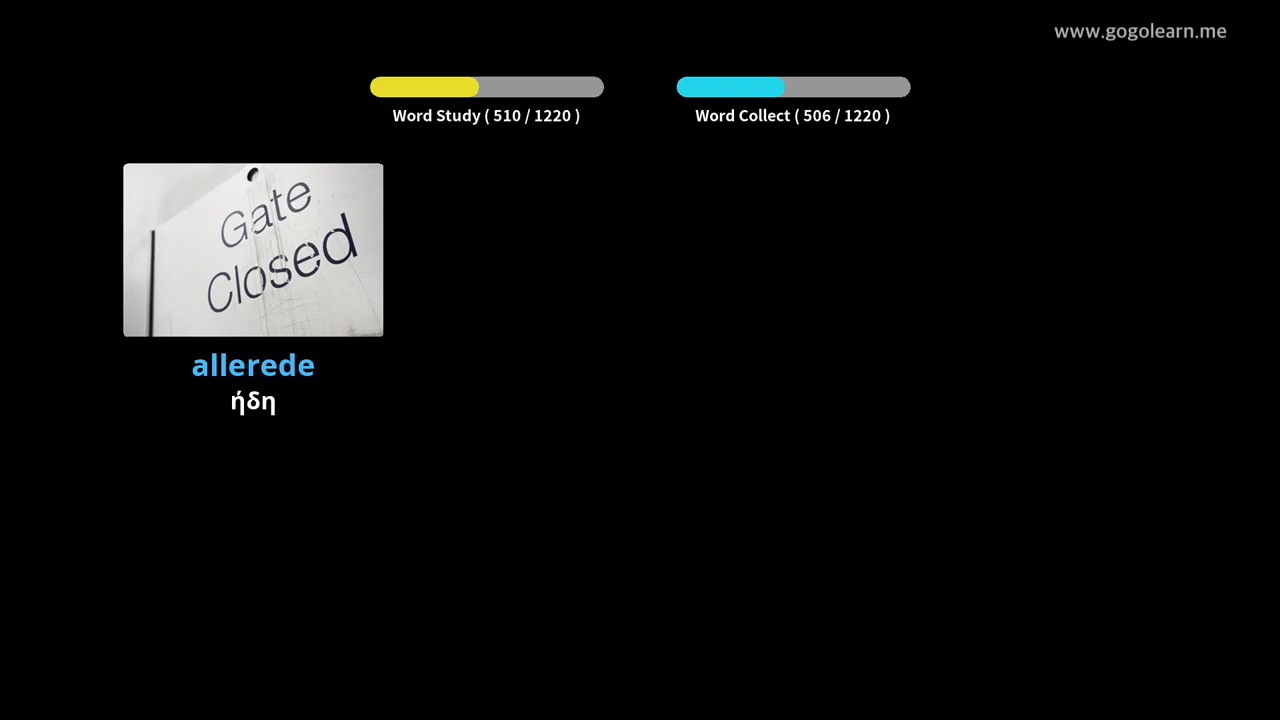 www.gogolearn.me
Word Study ( 510 / 1220 )
Word Collect ( 506 / 1220 )
Gate
Closed
allerede
ήδη